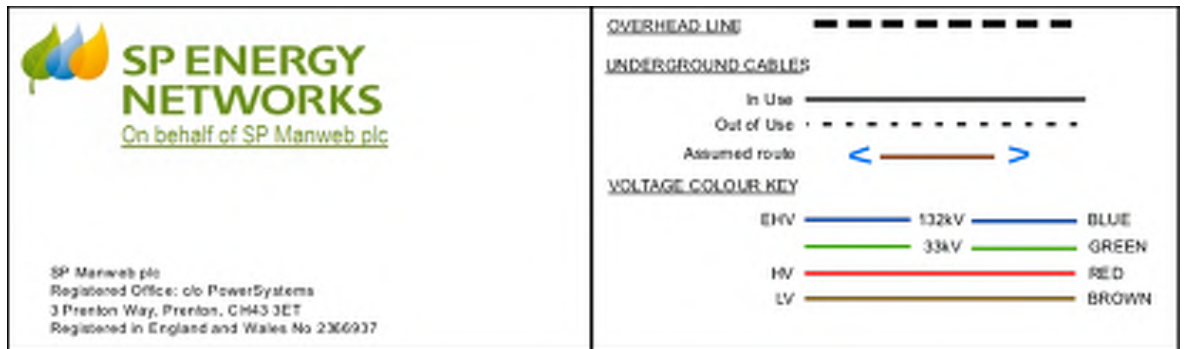 SP ENERGY
NETWORKS
On behalf of SP Manweb plc
SP Manweb plc
Registered Office: c/o PowerSystems
3 Prenton Way, Prenton, CH43 3ET
Registered in England and Wales No 2366937
OVERHEAD LINE
UNDERGROUND CABLES
In Use
Out of Use
Assumed route < >
VOLTAGE COLOUR KEY
EHV 132kV BLUE
33kV GREEN
HV RED
LV BROWN